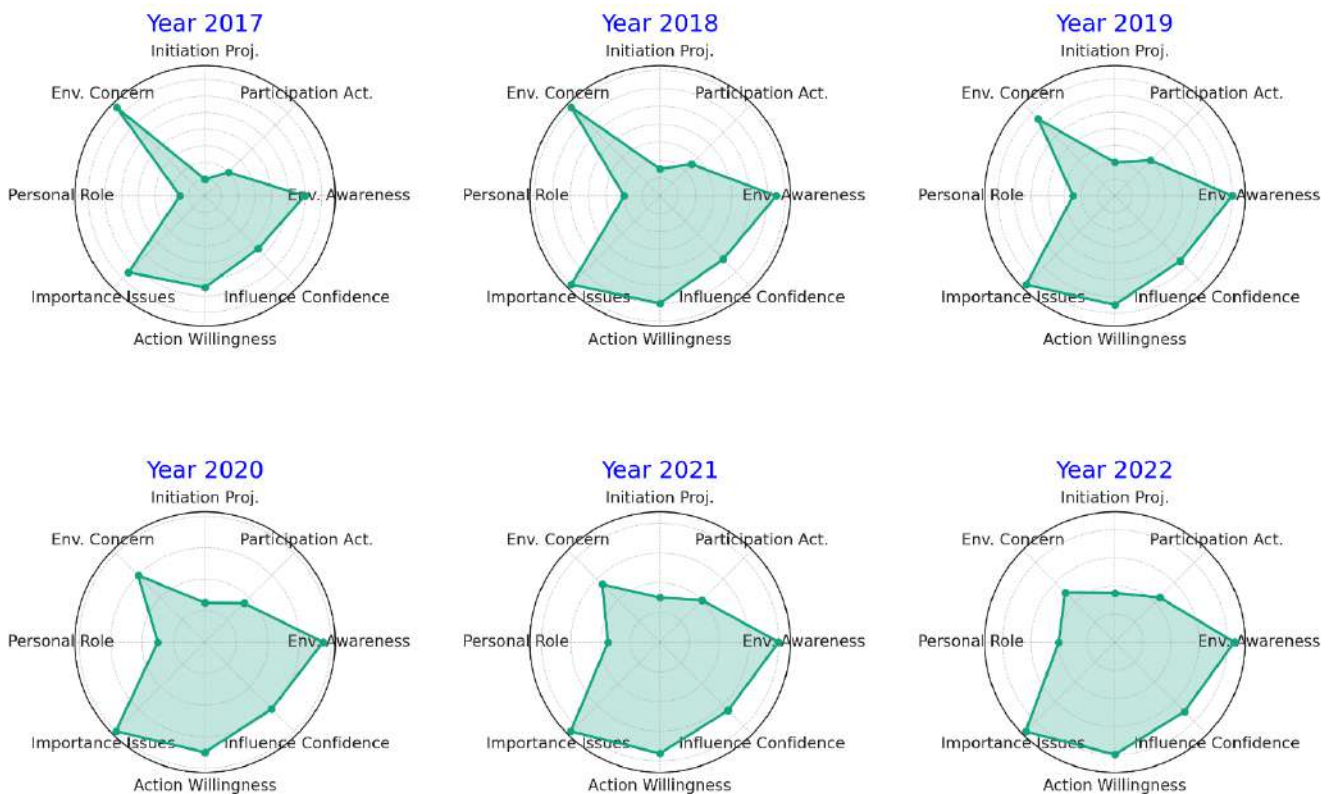 Year 2017
Initiation Proj.
Env. Concern
Participation Act.
Personal Role
Env. Awareness
Importance Issues
Influence Confidence
Action Willingness
Year 2018
Initiation Proj.
Env. Concern
Participation Act.
Personal Role
Env. Awareness
Importance Issues
Influence Confidence
Action Willingness
Year 2019
Initiation Proj.
Env. Concern
Participation Act.
Personal Role
Env. Awareness
Importance Issues
Influence Confidence
Action Willingness
Year 2020
Initiation Proj.
Env. Concern
Participation Act.
Personal Role
Env. Awareness
Importance Issues
Influence Confidence
Action Willingness
Year 2021
Initiation Proj.
Env. Concern
Participation Act.
Personal Role
Env. Awareness
Importance Issues
Influence Confidence
Action Willingness
Year 2022
Initiation Proj.
Env. Concern
Participation Act.
Personal Role
Env. Awareness
Importance Issues
Influence Confidence
Action Willingness